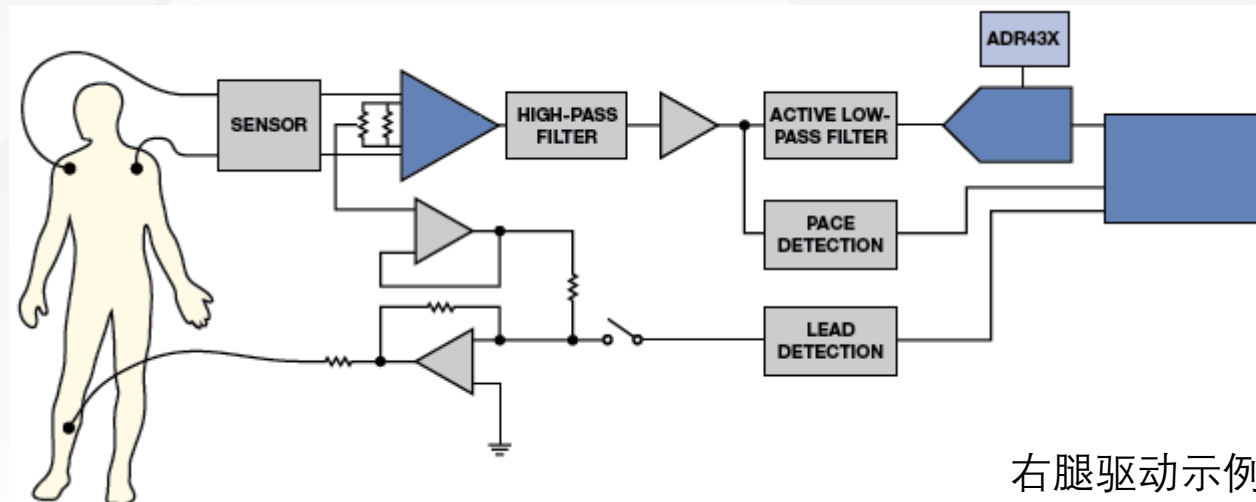 ADR43X
SENSOR
HIGH-PASS
FILTER
ACTIVE LOW-
PASS FILTER
PACE
DETECTION
LEAD
DETECTION
右腿驱动示例